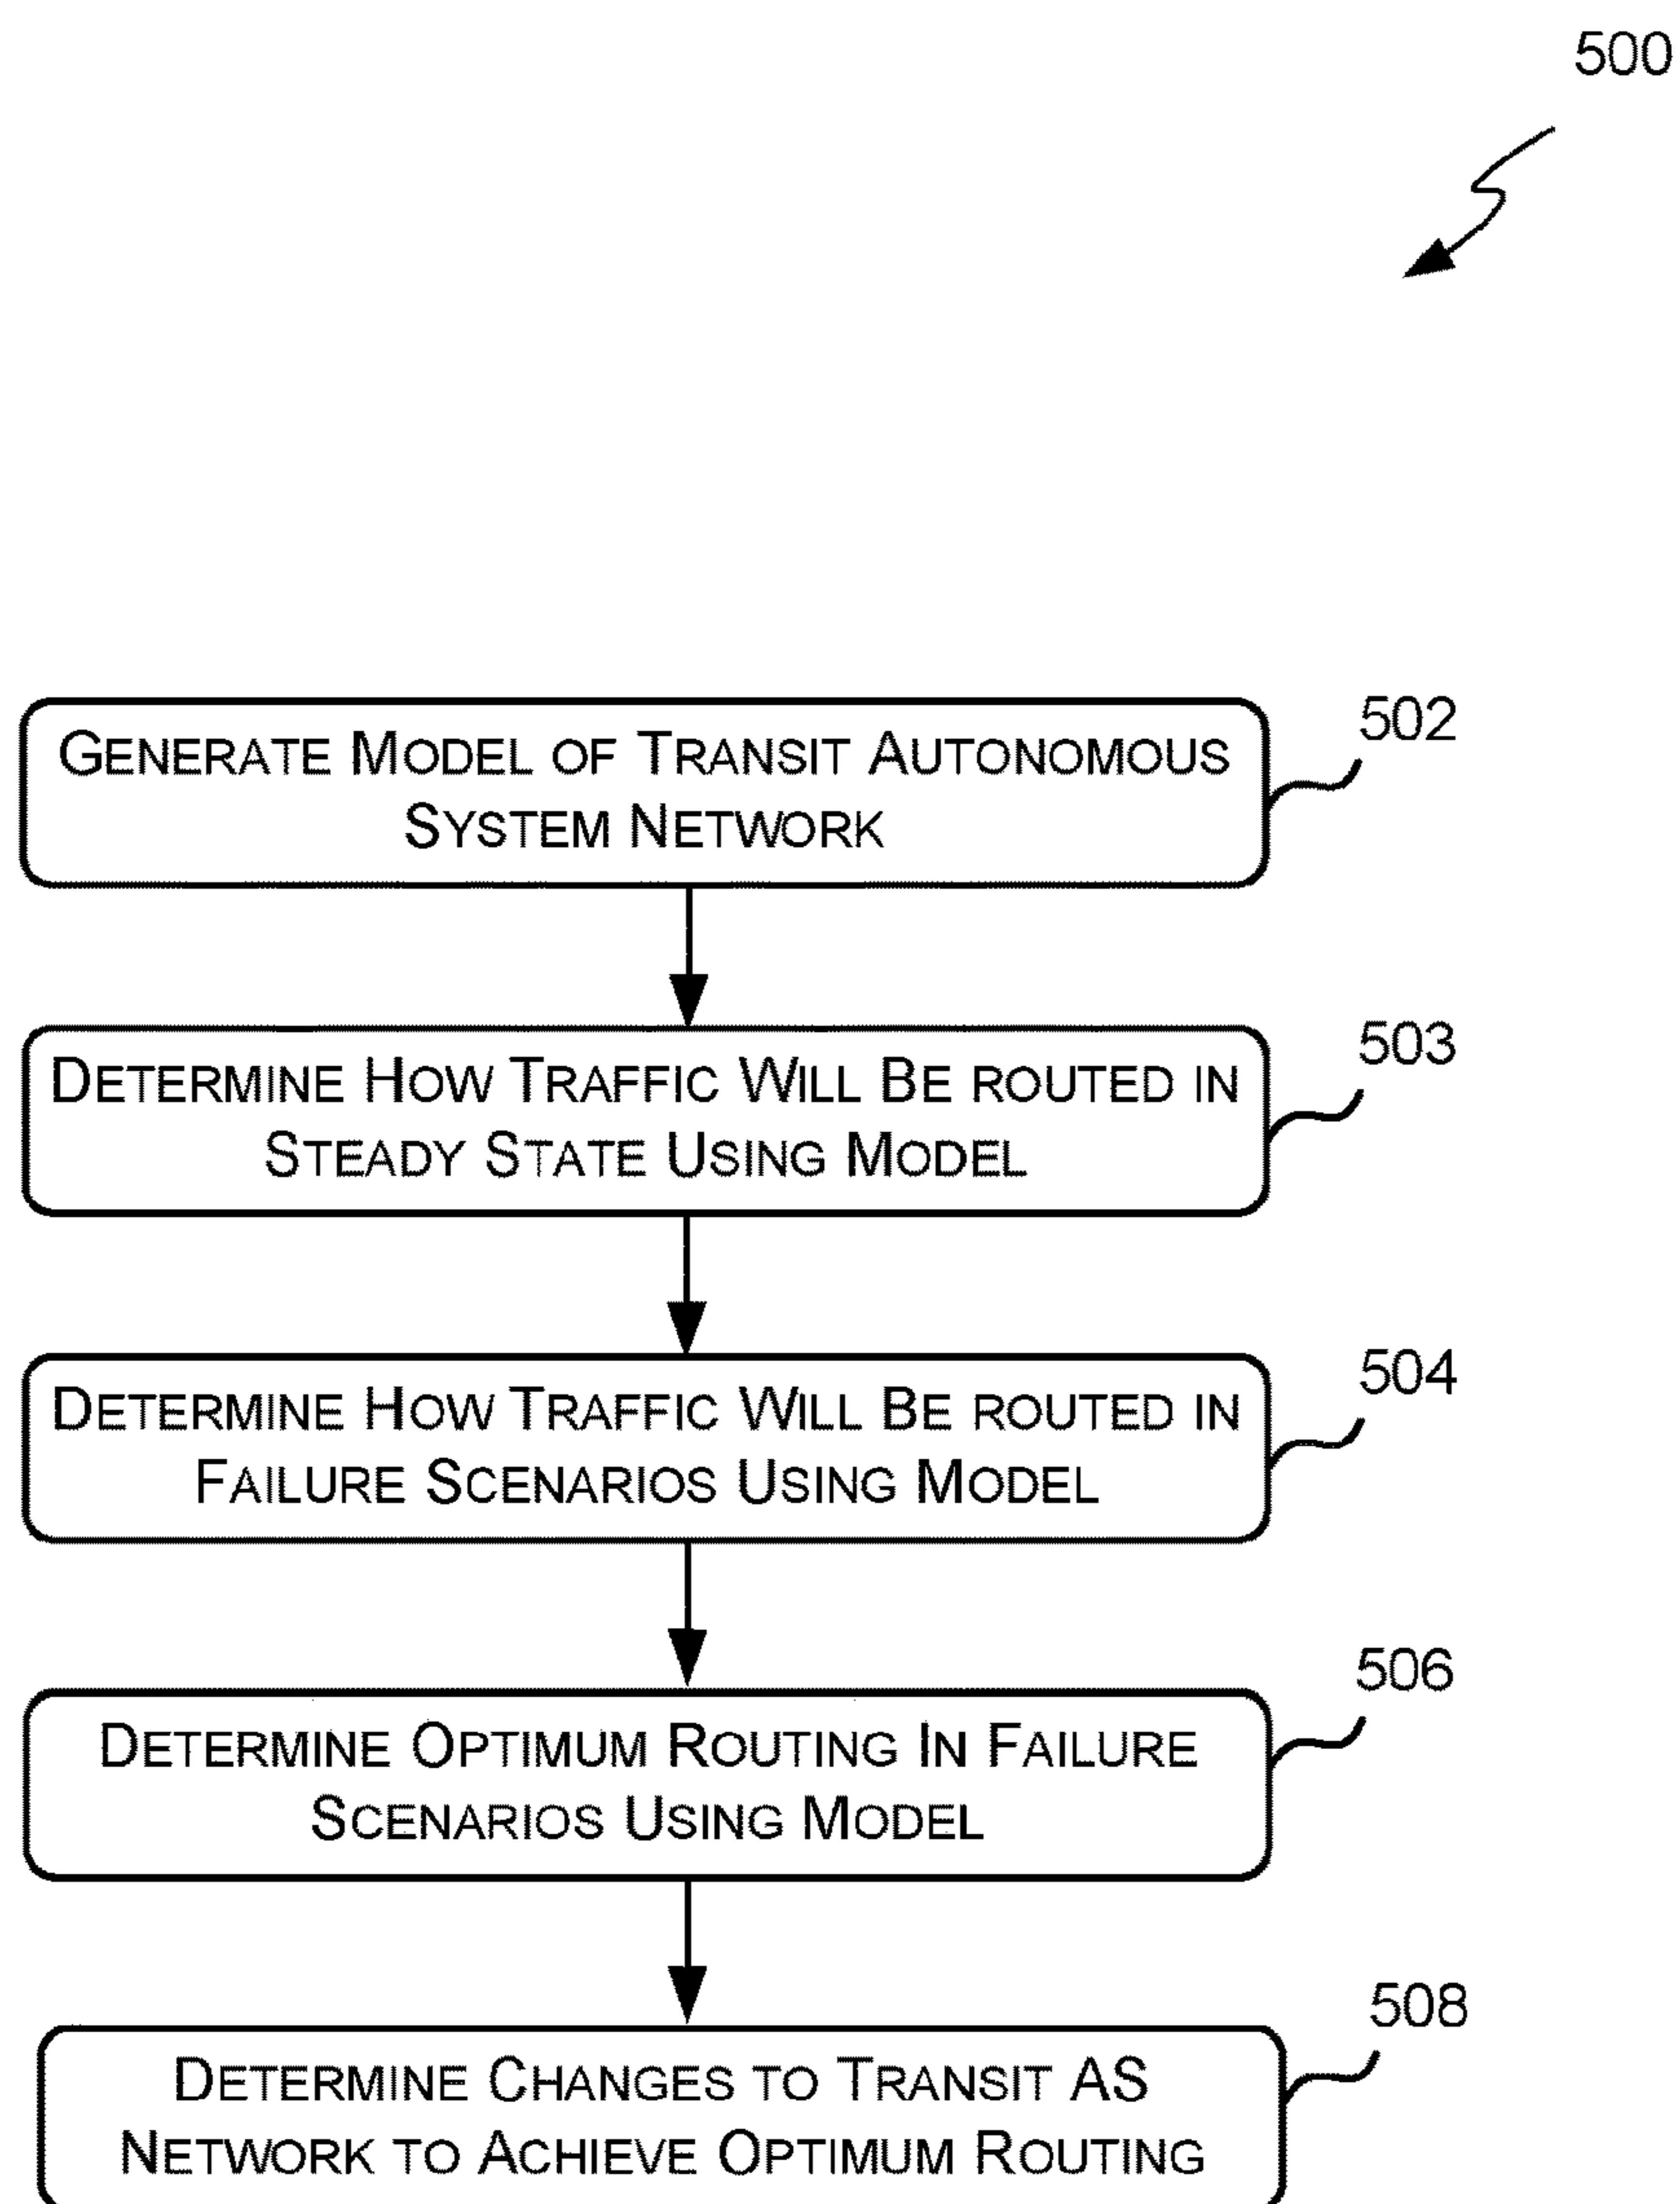 500
GENERATE MODEL OF TRANSIT AUTONOMOUS
SYSTEM NETWORK
502
DETERMINE HOW TRAFFIC WILL BE ROUTED IN
STEADY STATE USING MODEL
503
DETERMINE HOW TRAFFIC WILL BE ROUTED IN
FAILURE SCENARIOS USING MODEL
504
DETERMINE OPTIMUM ROUTING IN FAILURE
SCENARIOS USING MODEL
506
DETERMINE CHANGES TO TRANSIT AS
NETWORK TO ACHIEVE OPTIMUM ROUTING
508